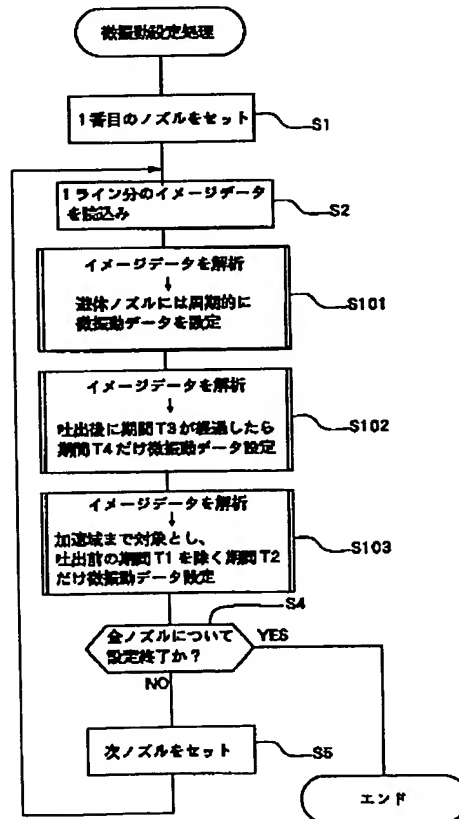 微振動設定処理
1番目のノズルをセット
S1
1ライン分のイメージデータ
を読込み
S2
イメージデータを解析
↓
遊休ノズルには周期的に
微振動データを設定
S101
イメージデータを解析
↓
吐出後に期間T3が経過したら
期間T4だけ微振動データ設定
S102
イメージデータを解析
↓
加速域まで対象とし、
吐出前の期間T1を除く期間T2
だけ微振動データ設定
S103
S4
全ノズルについて
設定終了か?
YES
NO
次ノズルをセット
S5
エンド